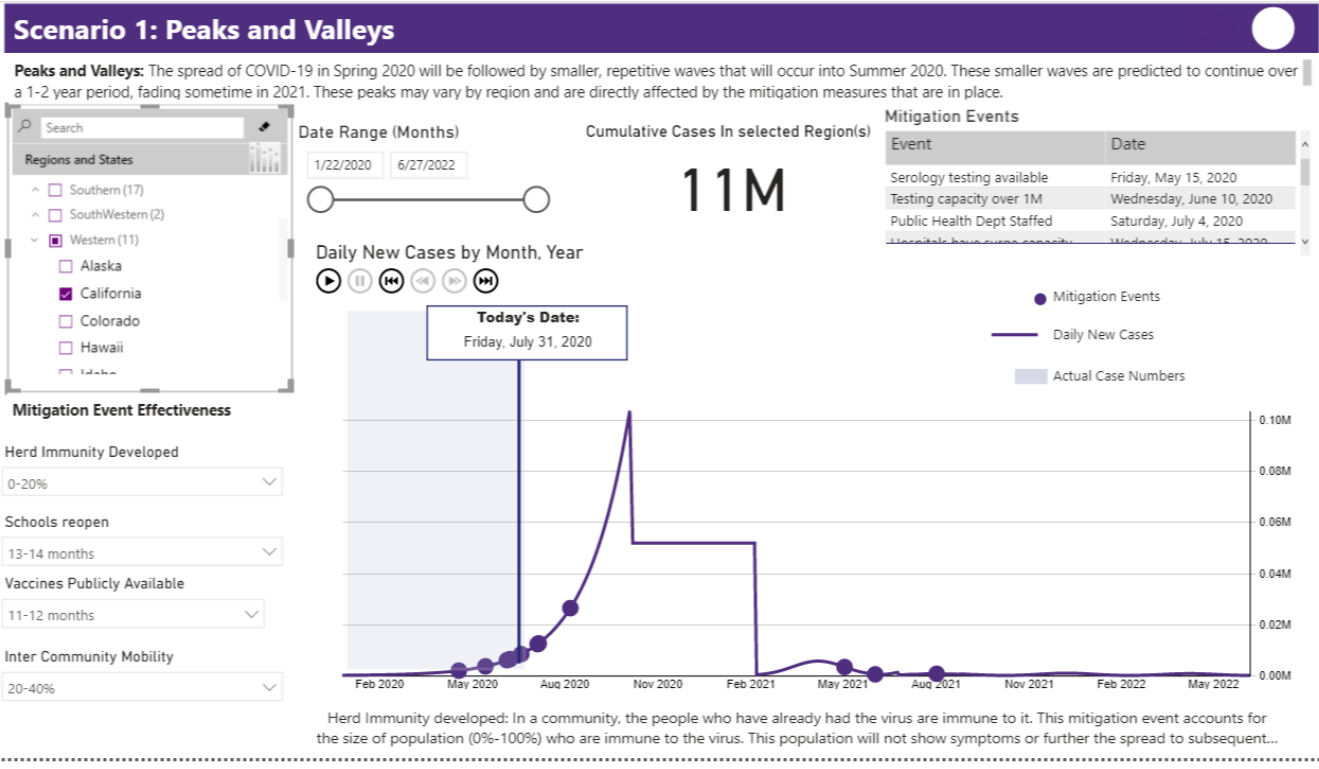 Scenario 1: Peaks and Valleys
Peaks and Valleys: The spread of COVID-19 in Spring 2020 will be followed by smaller, repetitive waves that will occur into Summer 2020. These smaller waves are predicted to continue over
a 1-2 year period, fading sometime in 2021. These peaks may vary by region and are directly affected by the mitigation measures that are in place.
Search
Regions and States
Southern (17)
SouthWestern (2)
Western (11)
Alaska
California
Colorado
Hawaii
Idaho
Date Range (Months)
1/22/2020 6/27/2022
Cumulative Cases In selected Region(s)
11M
Mitigation Events
Event Date
Serology testing available Friday, May 15, 2020
Testing capacity over 1M Wednesday, June 10, 2020
Public Health Dept Staffed Saturday, July 4, 2020
Hospitals have surge capacity Wednesday, July 15, 2020
Daily New Cases by Month, Year
Today's Date:
Friday, July 31, 2020
Mitigation Events
Daily New Cases
Actual Case Numbers
0.10M
0.08M
0.06M
0.04M
0.02M
0.00M
Feb 2020 May 2020 Aug 2020 Nov 2020 Feb 2021 May 2021 Aug 2021 Nov 2021 Feb 2022 May 2022
Mitigation Event Effectiveness
Herd Immunity Developed
0-20%
Schools reopen
13-14 months
Vaccines Publicly Available
11-12 months
Inter Community Mobility
20-40%
Herd Immunity developed: In a community, the people who have already had the virus are immune to it. This mitigation event accounts for
the size of population (0%-100%) who are immune to the virus. This population will not show symptoms or further the spread to subsequent...